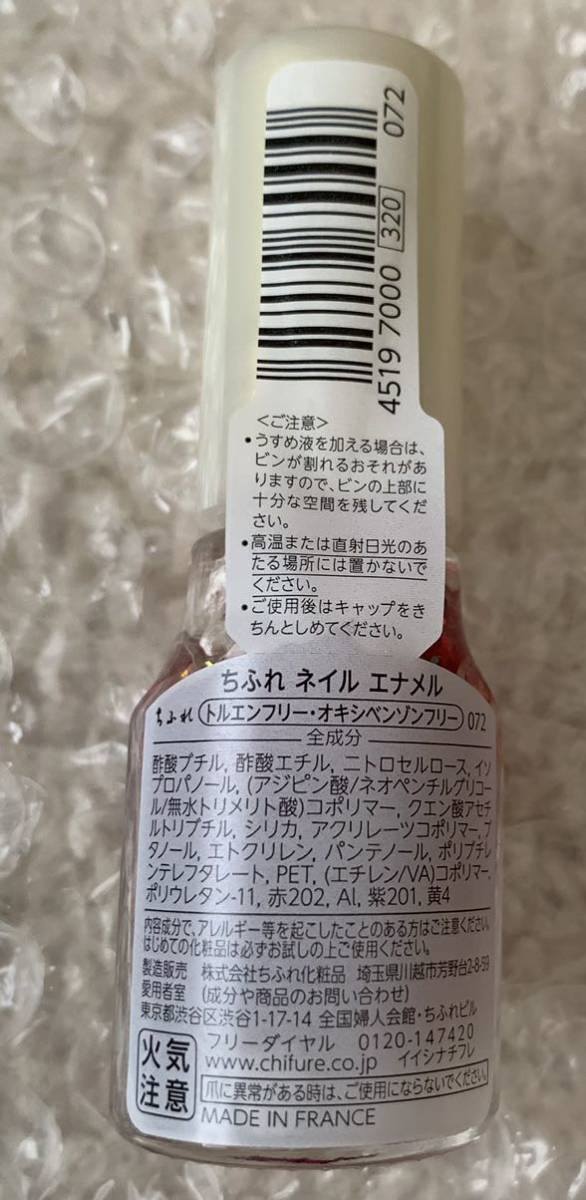 4519 7000 320 072
<ご注意>
•うすめ液を加える場合は、
ビンが割れるおそれがあ
りますので、ビンの上部に
十分な空間を残してくだ
さい。
•高温または直射日光のあ
たる場所には置かないで
ください。
•ご使用後はキャップをき
ちんとしめてください。
ちふれ ネイル エナメル
ちふれ トルエンフリー・オキシベンゾンフリー 072
全成分
酢酸ブチル, 酢酸エチル, ニトロセルロース, イソ
プロパノール, (アジピン酸/ネオペンチルグリコー
ル/無水トリメリト酸)コポリマー, クエン酸アセチ
ルトリブチル, シリカ, アクリレーツコポリマー, ブ
タノール, エトクリレン, パンテノール, ポリブチレ
ンテレフタレート, PET, (エチレン/VA)コポリマー,
ポリウレタン-11, 赤202, Al, 紫201, 黄4
内容成分で、アレルギー等を起こしたことのある方はご注意ください。
はじめての化粧品は必ずお試しの上ご使用ください。
製造販売 株式会社ちふれ化粧品 埼玉県川越市芳野台2-8-59
愛用者室 (成分や商品のお問い合わせ)
東京都渋谷区渋谷1-17-14 全国婦人会館・ちふれビル
フリーダイヤル 0120-147420
www.chifure.co.jp イイシナチフレ
火気
注意
爪に異常がある時は、ご使用にならないでください。
MADE IN FRANCE